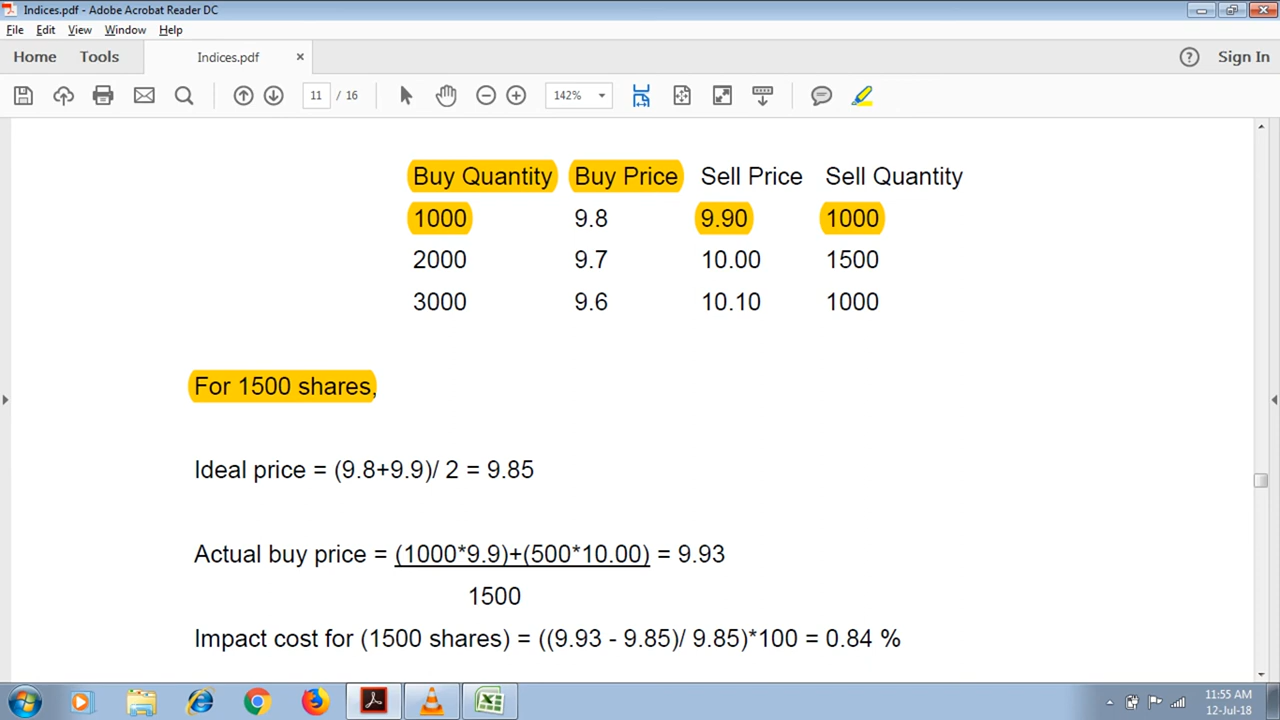 Indices.pdf - Adobe Acrobat Reader DC
File Edit View Window Help
Home Tools Indices.pdf × ? Sign In
11 / 16 142%
Buy Quantity Buy Price Sell Price Sell Quantity
1000 9.8 9.90 1000
2000 9.7 10.00 1500
3000 9.6 10.10 1000
For 1500 shares,
Ideal price = (9.8+9.9)/ 2 = 9.85
Actual buy price = (1000*9.9)+(500*10.00) = 9.93
1500
Impact cost for (1500 shares) = ((9.93 - 9.85)/ 9.85)*100 = 0.84 %
11:55 AM
12-Jul-18